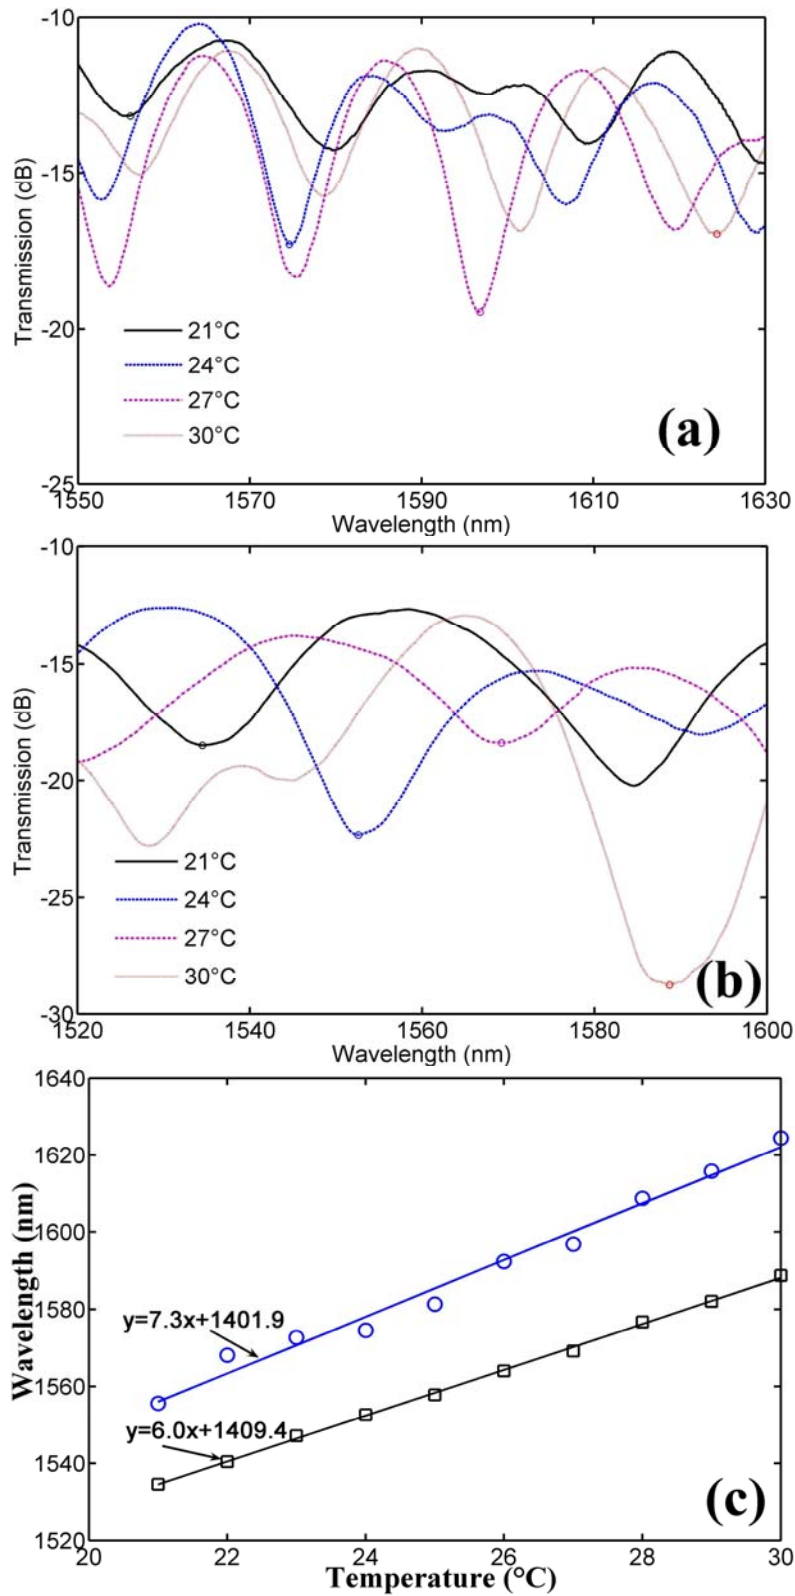 -10
-15
-20
-25
Transmission (dB)
21°C
24°C
27°C
30°C
(a)
1550
1570
1590
1610
1630
Wavelength (nm)
-10
-15
-20
-25
-30
Transmission (dB)
21°C
24°C
27°C
30°C
(b)
1520
1540
1560
1580
1600
Wavelength (nm)
1640
1620
1600
1580
1560
1540
1520
Wavelength (nm)
y=7.3x+1401.9
y=6.0x+1409.4
(c)
20
22
24
26
28
30
Temperature (°C)